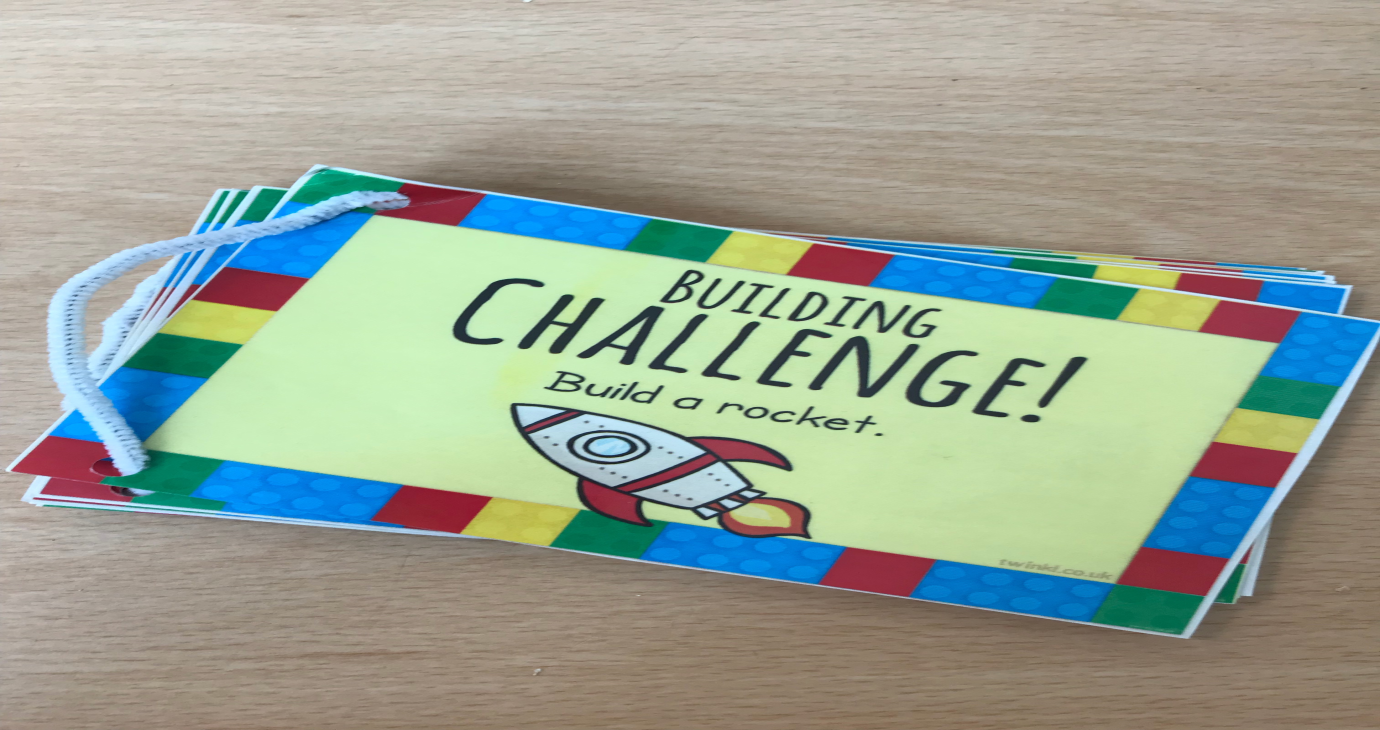 BUILDING
CHALLENGE!
Build a rocket.
twinkl.co.uk